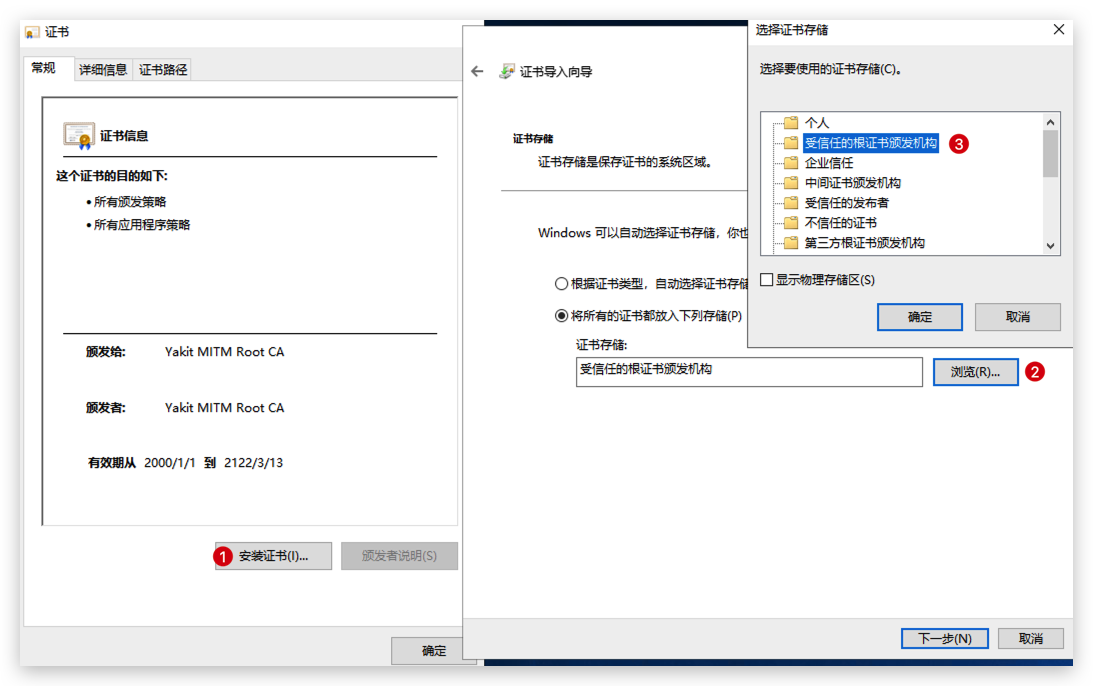 证书
常规
详细信息
证书路径
证书信息
这个证书的目的如下:
•所有颁发策略
•所有应用程序策略
颁发给: Yakit MITM Root CA
颁发者: Yakit MITM Root CA
有效期从 2000/1/1 到 2122/3/13
1
安装证书(I)...
颁发者说明(S)
确定
证书导入向导
证书存储
证书存储是保存证书的系统区域。
Windows 可以自动选择证书存储，你
根据证书类型，自动选择证书存储
将所有的证书都放入下列存储(P)
证书存储:
受信任的根证书颁发机构
浏览(R)...
2
下一步(N)
取消
选择证书存储
选择要使用的证书存储(C)。
个人
受信任的根证书颁发机构
3
企业信任
中间证书颁发机构
受信任的发布者
不信任的证书
第三方根证书颁发机构
显示物理存储区(S)
确定
取消